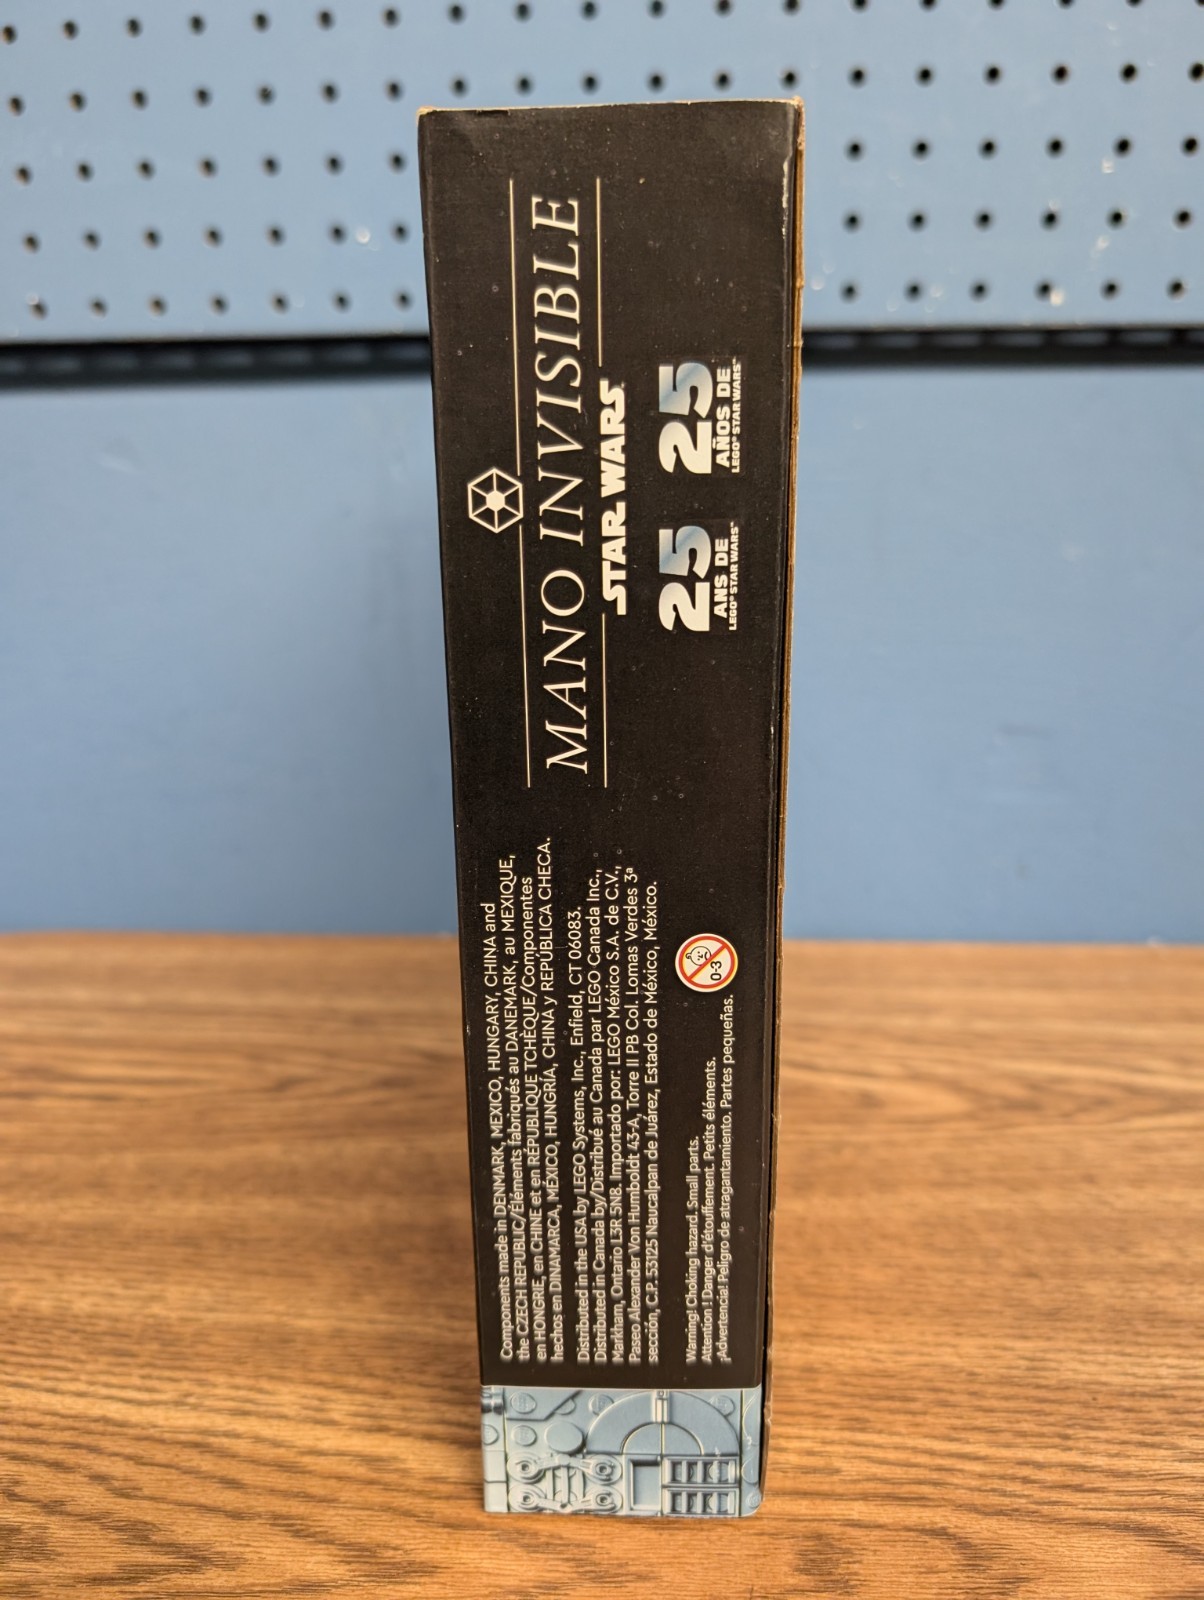 MANO INVISIBLE
STAR WARS™
25
ANS DE
LEGO® STAR WARS™
25
AÑOS DE
LEGO® STAR WARS™
Components made in DENMARK, MEXICO, HUNGARY, CHINA and
the CZECH REPUBLIC/Éléments fabriqués au DANEMARK, au MEXIQUE,
en HONGRIE, en CHINE et en RÉPUBLIQUE TCHÈQUE/Componentes
hechos en DINAMARCA, MÉXICO, HUNGRÍA, CHINA y REPÚBLICA CHECA.
Distributed in the USA by LEGO Systems, Inc., Enfield, CT 06083.
Distributed in Canada by/Distribué au Canada par LEGO Canada Inc.,
Markham, Ontario L3R 5N8. Importado por: LEGO México S.A. de C.V.,
Paseo Alexander Von Humboldt 43-A, Torre II PB Col. Lomas Verdes 3ª
sección, C.P. 53125 Naucalpan de Juárez, Estado de México, México.
Warning! Choking hazard. Small parts.
Attention ! Danger d'étouffement. Petits éléments.
¡Advertencia! Peligro de atragantamiento. Partes pequeñas.
0-3